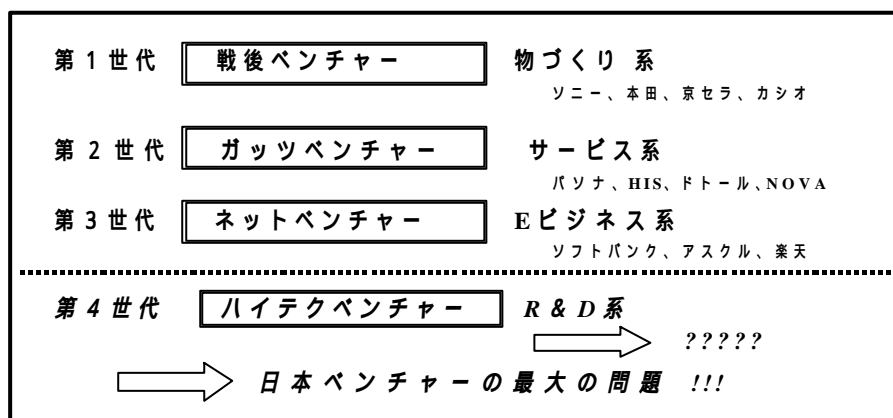 第1世代 戦後ベンチャー 物づくり系
ソニー、本田、京セラ、カシオ
第2世代 ガッツベンチャー サービス系
パソナ、HIS、ドトール、NOVA
第3世代 ネットベンチャー Eビジネス系
ソフトバンク、アスクル、楽天
第4世代 ハイテクベンチャー R&D系
?????
日本ベンチャーの最大の問題 !!!